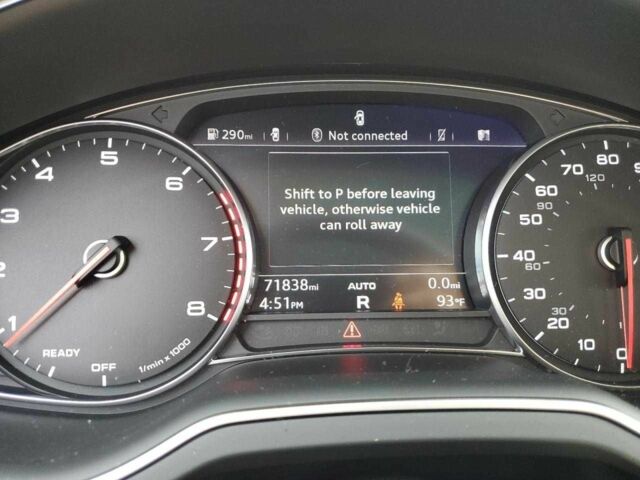 290mi
Not connected
Shift to P before leaving
vehicle, otherwise vehicle
can roll away
71838mi AUTO 0.0mi
4:51PM R 93°F
1 2 3 4 5 6 7 8
READY OFF 1/min x 1000
0 10 20 30 40 50 60 70 80 90
30 60 90 120